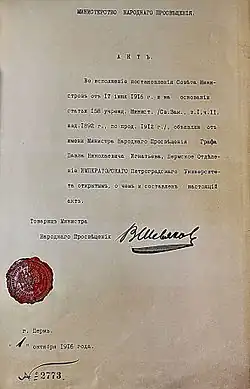 МИНИСТЕРСТВО НАРОДНАГО ПРОСВѢЩЕНІЯ.
А К Т Ъ.
Во исполненіе постановленія Совѣта Мини-
стровъ отъ 17 іюня 1916 г. и на основаніи
статьи 158 учрежд. Минист. /Св.Зак. т.I, ч.II,
изд.1892 г., по прод. 1912 г./, объявляю отъ
имени Министра Народнаго Просвѣщенія Графа
Павла Николаевича Игнатьева, Пермское Отдѣле-
ніе ИМПЕРАТОРСКАГО Петроградскаго Университе-
та открытымъ, о чемъ и составленъ настоящій
актъ.
Товарищъ Министра
Народнаго Просвѣщенія
В Шевяковъ
г. Пермь.
"1" октября 1916 года.
№ 2773.